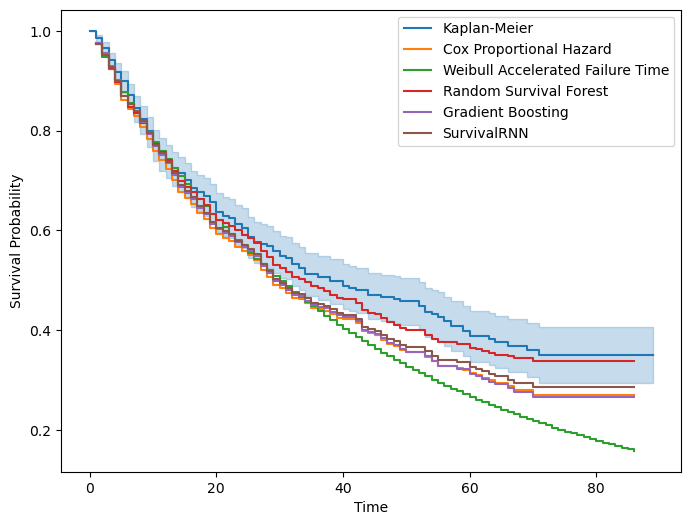 Kaplan-Meier
Cox Proportional Hazard
Weibull Accelerated Failure Time
Random Survival Forest
Gradient Boosting
SurvivalRNN
1.0
0.8
0.6
0.4
0.2
Survival Probability
0 20 40 60 80
Time